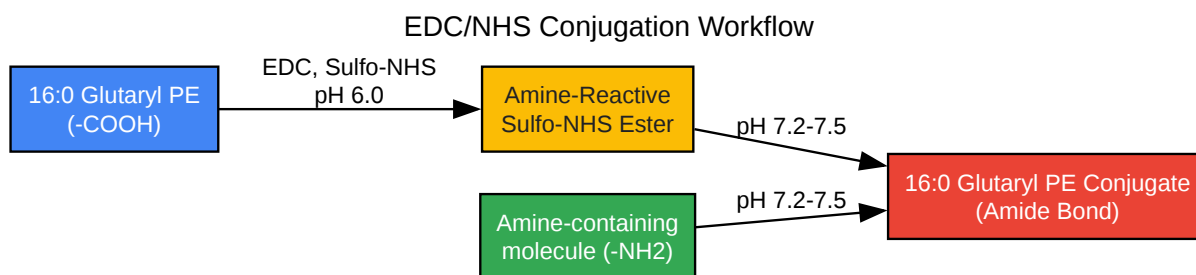 EDC/NHS Conjugation Workflow
16:0 Glutaryl PE
(-COOH)
EDC, Sulfo-NHS
pH 6.0
Amine-Reactive
Sulfo-NHS Ester
pH 7.2-7.5
Amine-containing
molecule (-NH2)
pH 7.2-7.5
16:0 Glutaryl PE Conjugate
(Amide Bond)